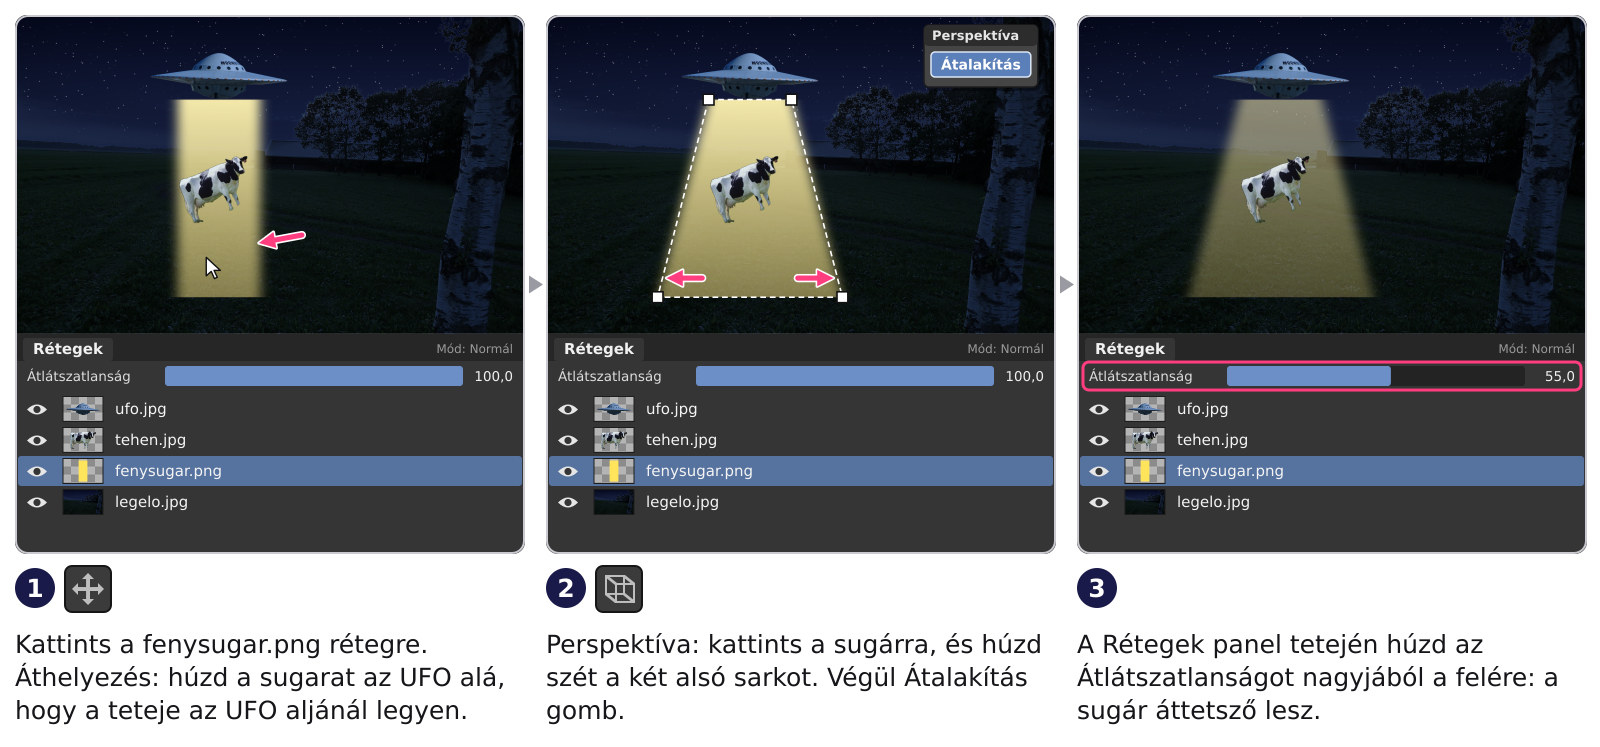 Rétegek
Mód: Normál
Átlátszatlanság
100,0
ufo.jpg
tehen.jpg
fenysugar.png
legelo.jpg
1
Kattints a fenysugar.png rétegre.
Áthelyezés: húzd a sugarat az UFO alá,
hogy a teteje az UFO aljánál legyen.
Perspektíva
Átalakítás
Rétegek
Mód: Normál
Átlátszatlanság
100,0
ufo.jpg
tehen.jpg
fenysugar.png
legelo.jpg
2
Perspektíva: kattints a sugárra, és húzd
szét a két alsó sarkot. Végül Átalakítás
gomb.
Rétegek
Mód: Normál
Átlátszatlanság
55,0
ufo.jpg
tehen.jpg
fenysugar.png
legelo.jpg
3
A Rétegek panel tetején húzd az
Átlátszatlanságot nagyjából a felére: a
sugár áttetsző lesz.